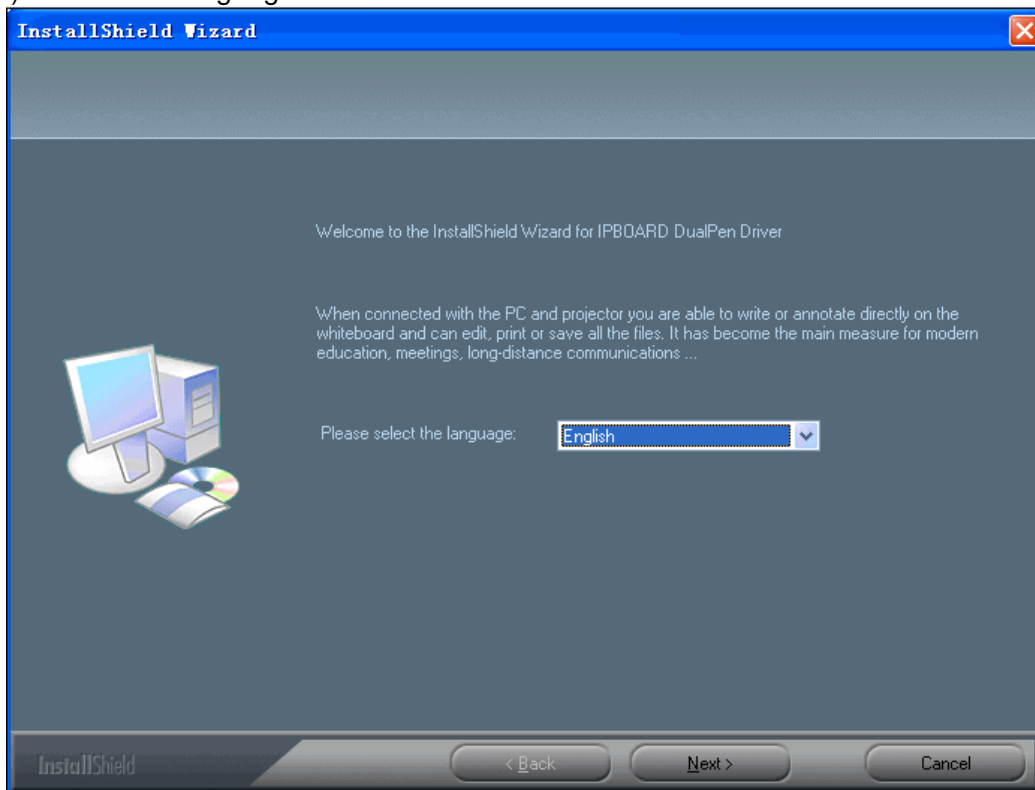 InstallShield Wizard
Welcome to the InstallShield Wizard for IPBOARD DualPen Driver
When connected with the PC and projector you are able to write or annotate directly on the
whiteboard and can edit, print or save all the files. It has become the main measure for modern
education, meetings, long-distance communications ...
Please select the language: English
InstallShield < Back Next > Cancel